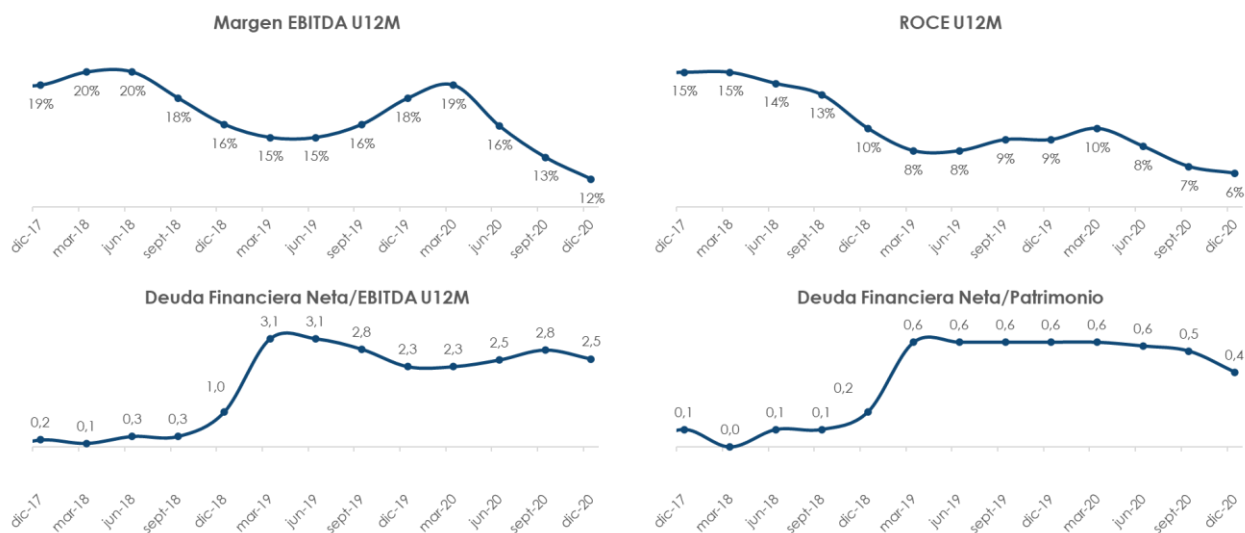 Margen EBITDA U12M
19%
20%
20%
18%
16%
15%
15%
16%
18%
19%
16%
13%
12%
dic-17
mar-18
jun-18
sept-18
dic-18
mar-19
jun-19
sept-19
dic-19
mar-20
jun-20
sept-20
dic-20
ROCE U12M
15%
15%
14%
13%
10%
8%
8%
9%
9%
10%
8%
7%
6%
dic-17
mar-18
jun-18
sept-18
dic-18
mar-19
jun-19
sept-19
dic-19
mar-20
jun-20
sept-20
dic-20
Deuda Financiera Neta/EBITDA U12M
0,2
0,1
0,3
0,3
1,0
3,1
3,1
2,8
2,3
2,3
2,5
2,8
2,5
dic-17
mar-18
jun-18
sept-18
dic-18
mar-19
jun-19
sept-19
dic-19
mar-20
jun-20
sept-20
dic-20
Deuda Financiera Neta/Patrimonio
0,1
0,0
0,1
0,1
0,2
0,6
0,6
0,6
0,6
0,6
0,6
0,5
0,4
dic-17
mar-18
jun-18
sept-18
dic-18
mar-19
jun-19
sept-19
dic-19
mar-20
jun-20
sept-20
dic-20